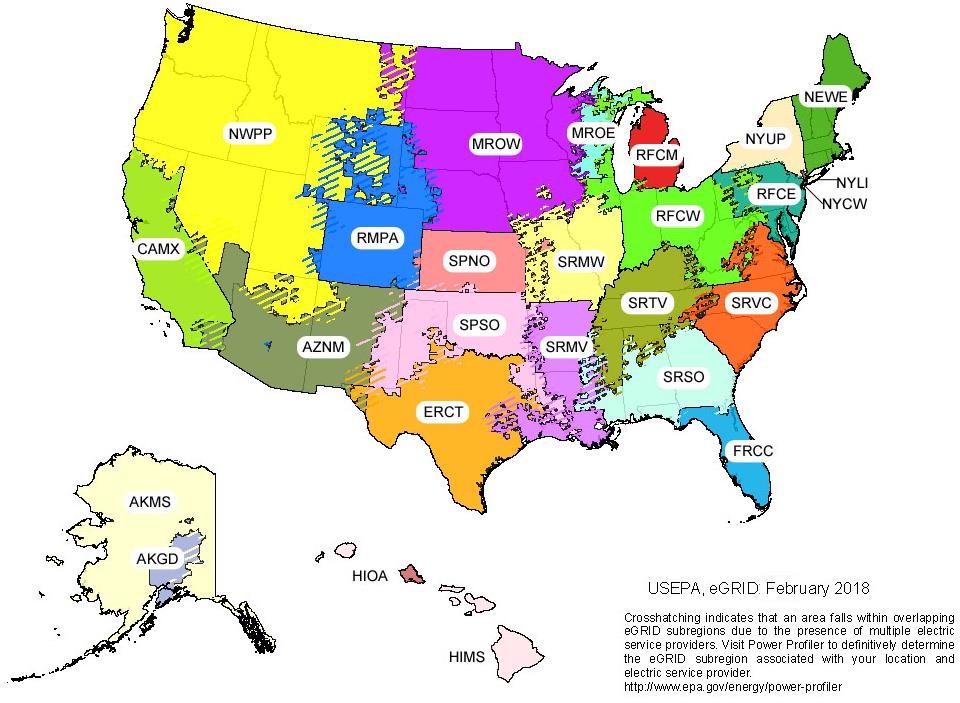 NEWE
NWPP
MROW
MROE
NYUP
RFCM
NYLI
RFCE
NYCW
RFCW
CAMX
RMPA
SPNO
SRMW
SRTV
SRVC
SPSO
AZNM
SRMV
SRSO
ERCT
FRCC
AKMS
AKGD
HIOA
HIMS
USEPA, eGRID: February 2018
Crosshatching indicates that an area falls within overlapping
eGRID subregions due to the presence of multiple electric
service providers. Visit Power Profiler to definitively determine
the eGRID subregion associated with your location and
electric service provider.
http://www.epa.gov/energy/power-profiler